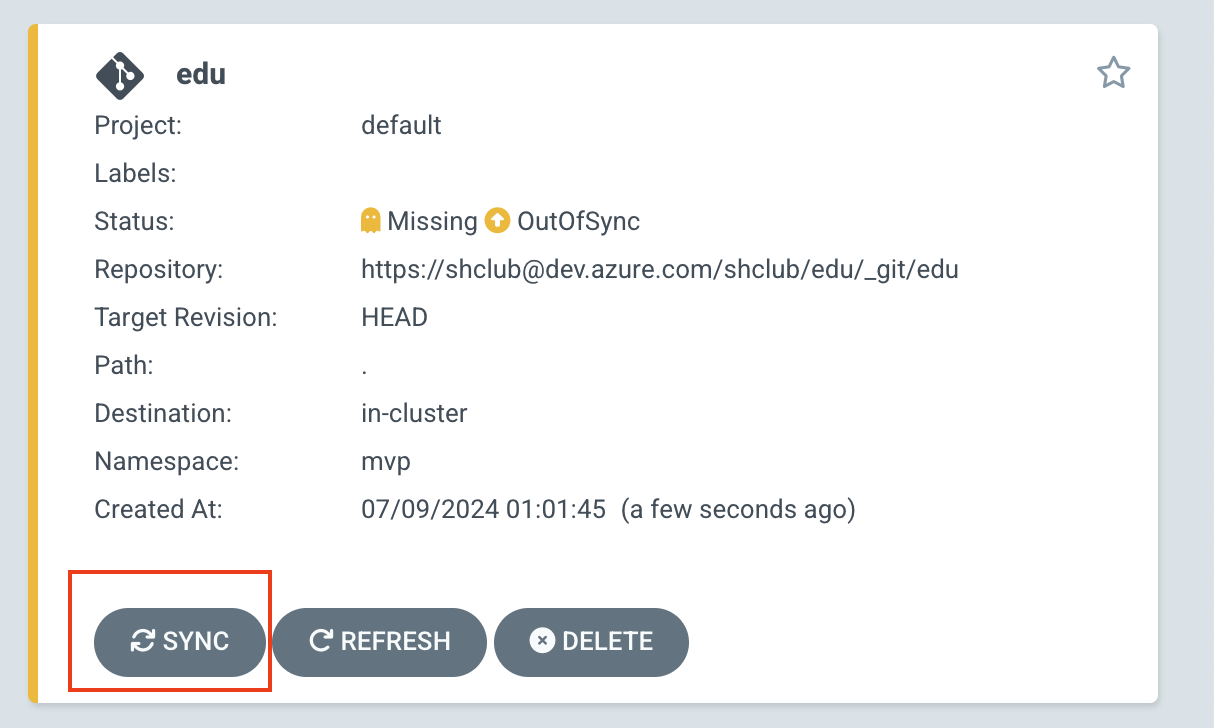 edu
Project: default
Labels:
Status: Missing OutOfSync
Repository: https://shclub@dev.azure.com/shclub/edu/_git/edu
Target Revision: HEAD
Path: .
Destination: in-cluster
Namespace: mvp
Created At: 07/09/2024 01:01:45 (a few seconds ago)
SYNC REFRESH DELETE